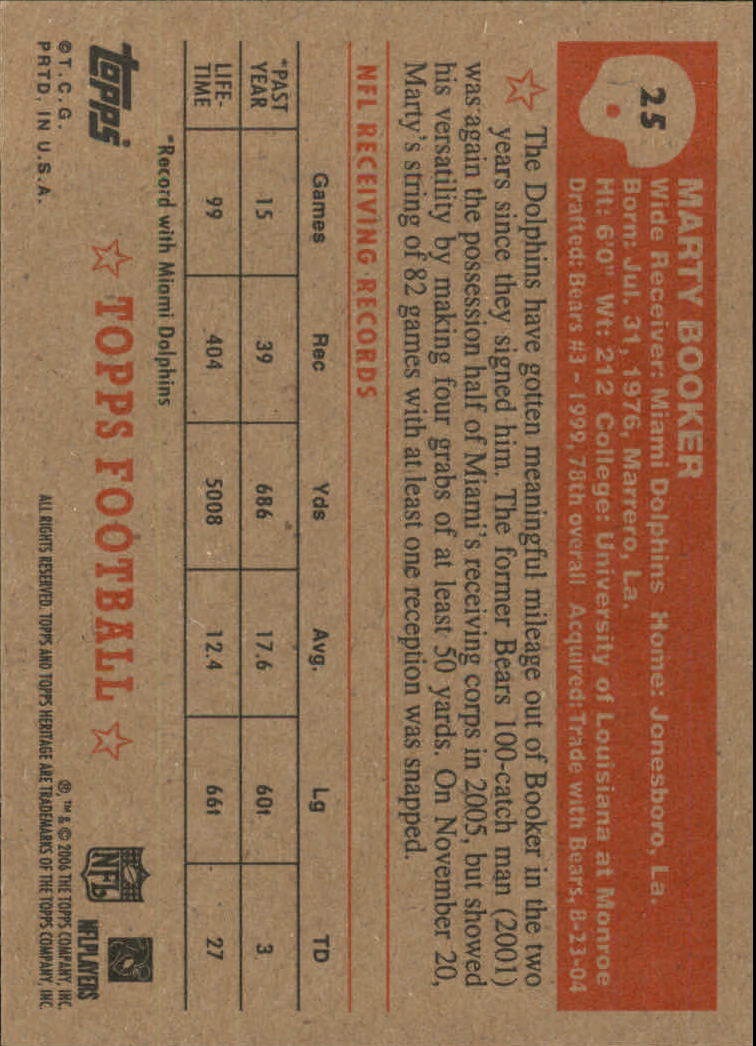 25
MARTY BOOKER
Wide Receiver: Miami Dolphins Home: Jonesboro, La.
Born: Jul. 31, 1976, Marrero, La.
Ht: 6'0" Wt: 212 College: University of Louisiana at Monroe
Drafted: Bears #3 - 1999, 78th overall Acquired: Trade with Bears, 8-23-04
The Dolphins have gotten meaningful mileage out of Booker in the two
years since they signed him. The former Bears 100-catch man (2001)
was again the possession half of Miami's receiving corps in 2005, but showed
his versatility by making four grabs of at least 50 yards. On November 20,
Marty's string of 82 games with at least one reception was snapped.
NFL RECEIVING RECORDS
Games Rec Yds Avg. Lg TD
*PAST YEAR 15 39 686 17.6 60t 3
LIFE-TIME 99 404 5008 12.4 66t 27
*Record with Miami Dolphins
topps
©T.C.G.
PRTD. IN U.S.A.
TOPPS FOOTBALL
NFL
NFLPLAYERS
®, ™ & © 2006 THE TOPPS COMPANY, INC.
ALL RIGHTS RESERVED. TOPPS AND TOPPS HERITAGE ARE TRADEMARKS OF THE TOPPS COMPANY, INC.